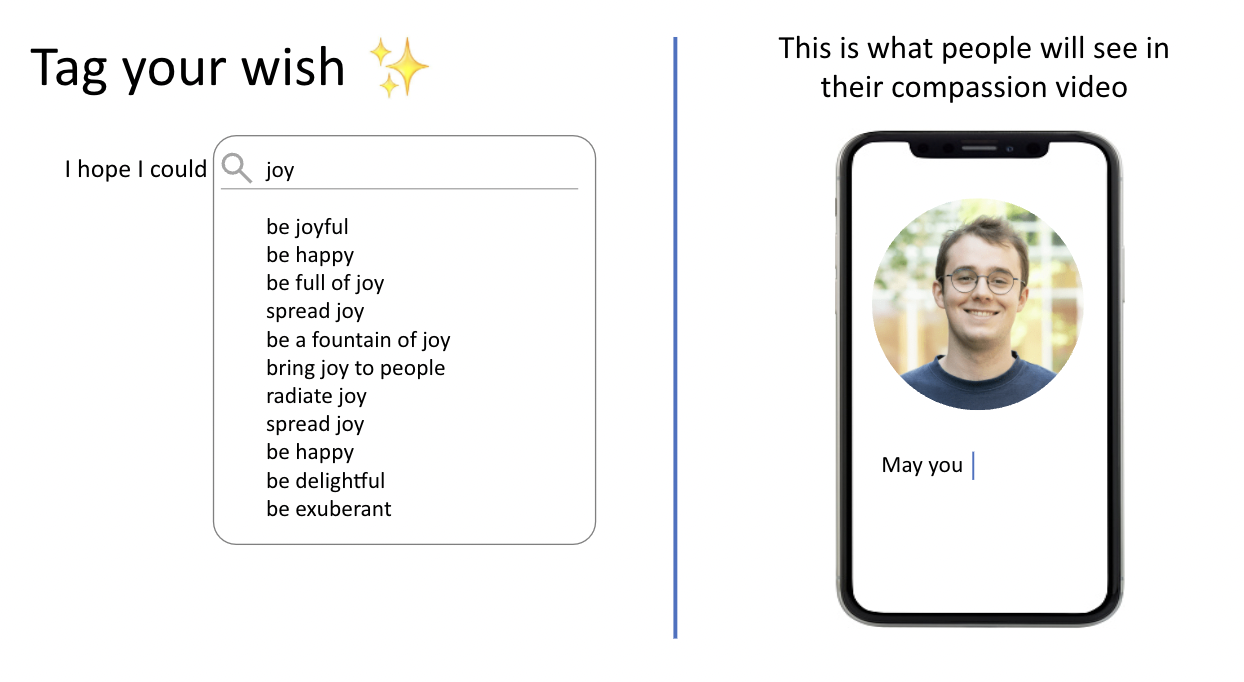 Tag your wish ✨
I hope I could
joy
be joyful
be happy
be full of joy
spread joy
be a fountain of joy
bring joy to people
radiate joy
spread joy
be happy
be delightful
be exuberant
This is what people will see in
their compassion video
May you